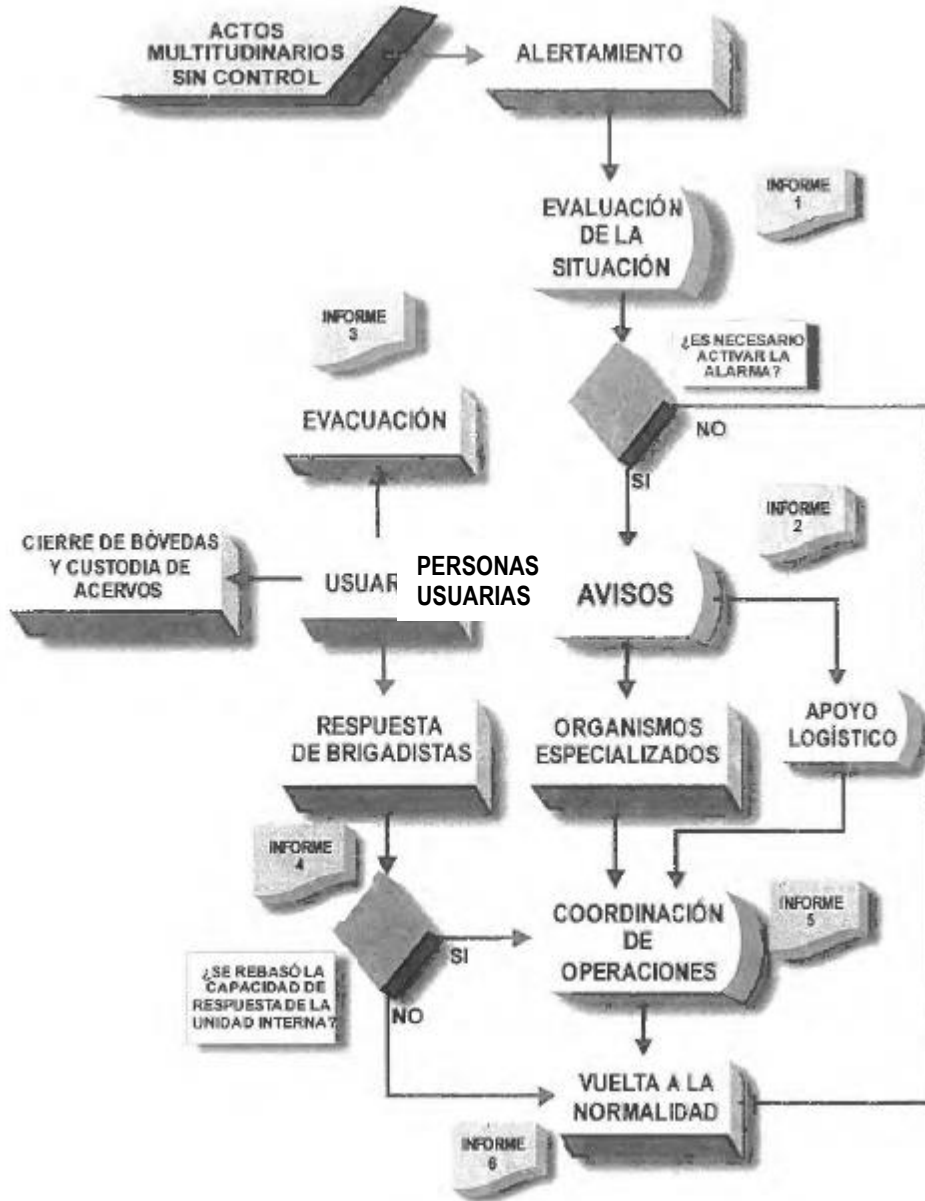 ACTOS
MULTITUDINARIOS
SIN CONTROL
ALERTAMIENTO
EVALUACIÓN
DE LA
SITUACIÓN
INFORME
1
INFORME
3
¿ES NECESARIO
ACTIVAR LA
ALARMA?
EVACUACIÓN
NO
SI
INFORME
2
CIERRE DE BÓVEDAS
Y CUSTODIA DE
ACERVOS
USUAR
PERSONAS
USUARIAS
AVISOS
RESPUESTA
DE BRIGADISTAS
ORGANISMOS
ESPECIALIZADOS
APOYO
LOGÍSTICO
INFORME
4
¿SE REBASÓ LA
CAPACIDAD DE
RESPUESTA DE LA
UNIDAD INTERNA?
SI
NO
COORDINACIÓN
DE
OPERACIONES
INFORME
5
VUELTA A LA
NORMALIDAD
INFORME
6